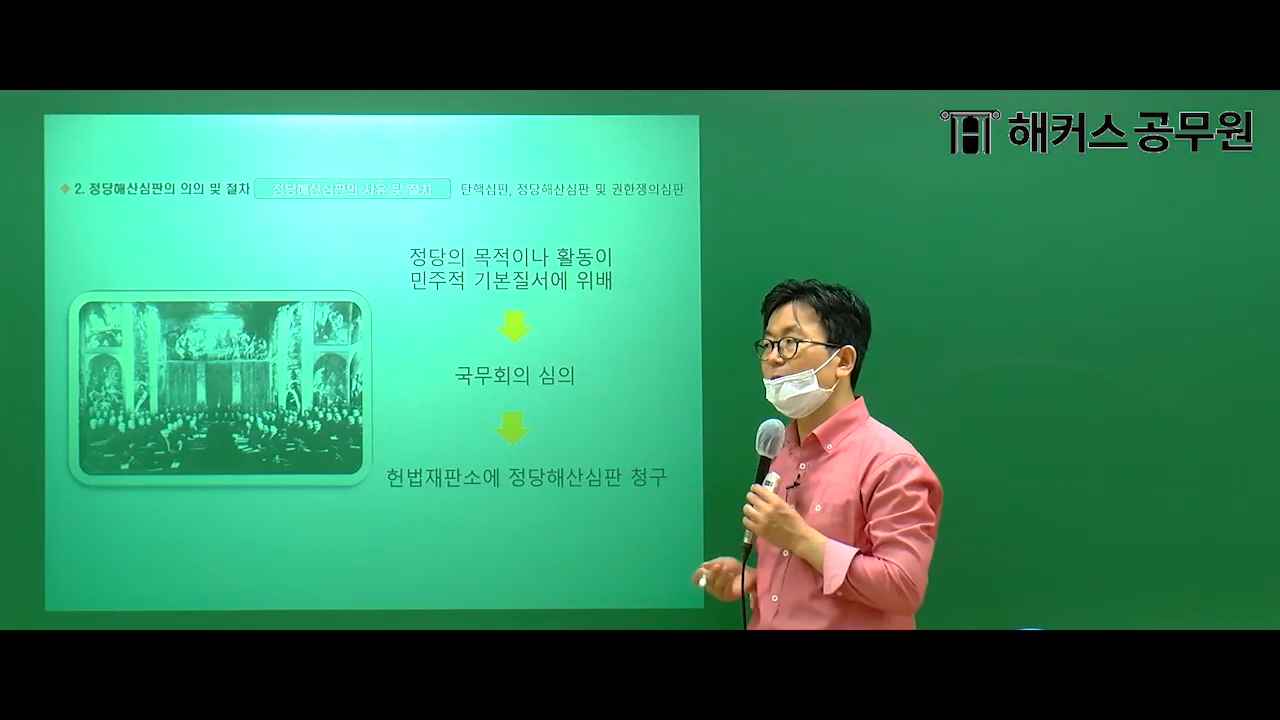 해커스 공무원
2. 정당해산심판의 의의 및 절차 정당해산심판의 사유 및 절차 탄핵심판, 정당해산심판 및 권한쟁의심판
정당의 목적이나 활동이
민주적 기본질서에 위배
국무회의 심의
헌법재판소에 정당해산심판 청구